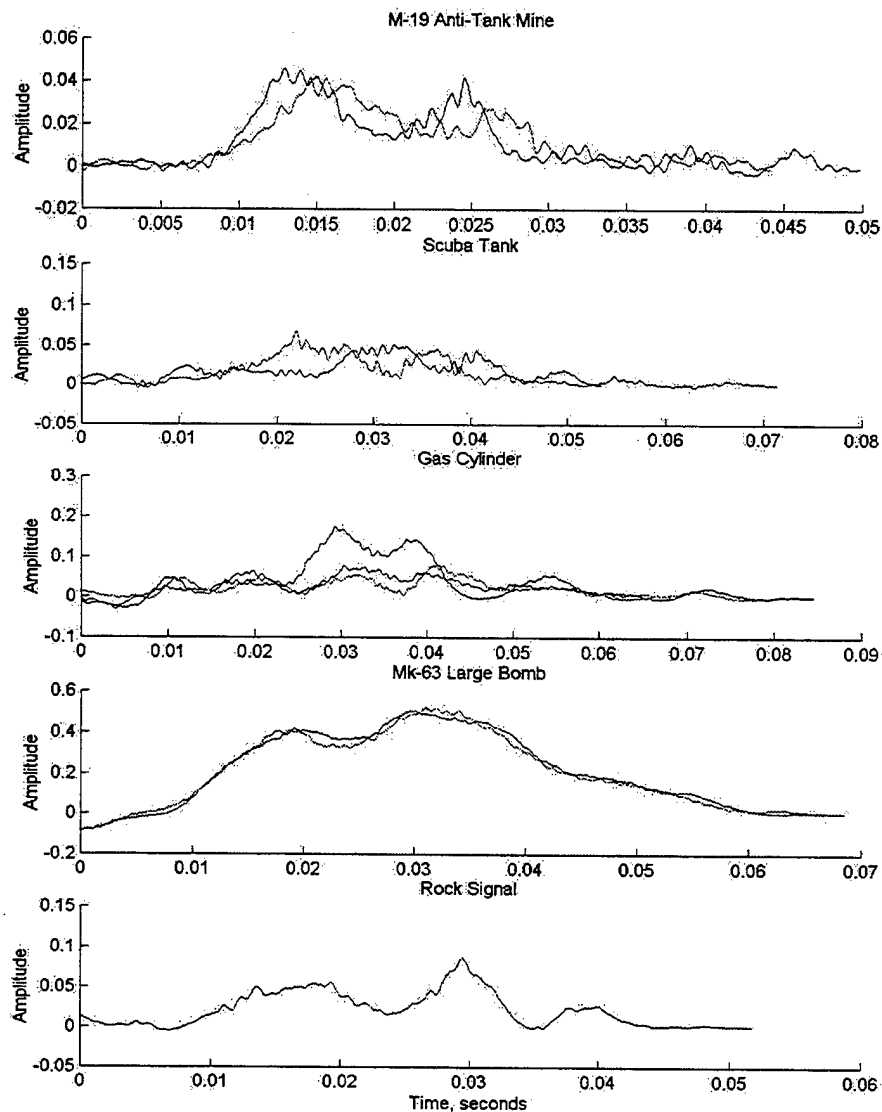 M-19 Anti-Tank Mine
0.06
0.04
0.02
0
-0.02
Amplitude
0 0.005 0.01 0.015 0.02 0.025 0.03 0.035 0.04 0.045 0.05
Scuba Tank
0.15
0.1
0.05
0
-0.05
Amplitude
0 0.01 0.02 0.03 0.04 0.05 0.06 0.07 0.08
Gas Cylinder
0.3
0.2
0.1
0
-0.1
Amplitude
0 0.01 0.02 0.03 0.04 0.05 0.06 0.07 0.08 0.09
Mk-63 Large Bomb
0.6
0.4
0.2
0
-0.2
Amplitude
0 0.01 0.02 0.03 0.04 0.05 0.06 0.07
Rock Signal
0.15
0.1
0.05
0
-0.05
Amplitude
0 0.01 0.02 0.03 0.04 0.05 0.06
Time, seconds